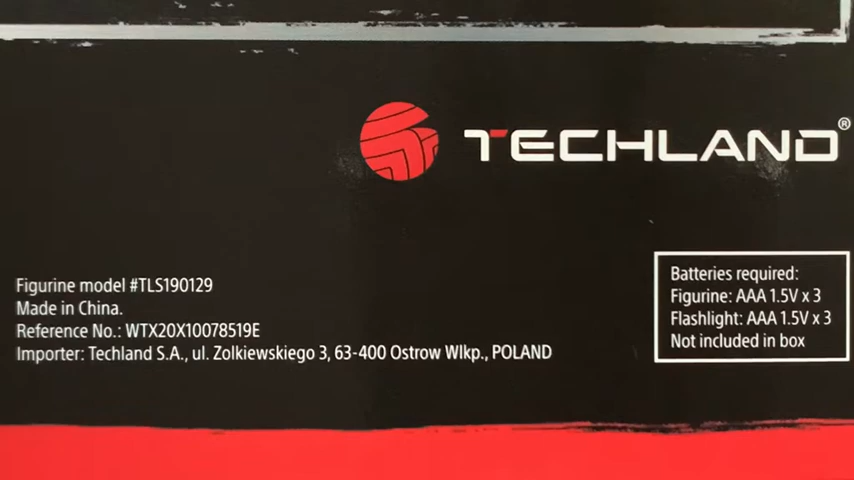 TECHLAND®
Figurine model #TLS190129
Made in China.
Reference No.: WTX20X10078519E
Importer: Techland S.A., ul. Zolkiewskiego 3, 63-400 Ostrow Wlkp., POLAND
Batteries required:
Figurine: AAA 1.5V x 3
Flashlight: AAA 1.5V x 3
Not included in box